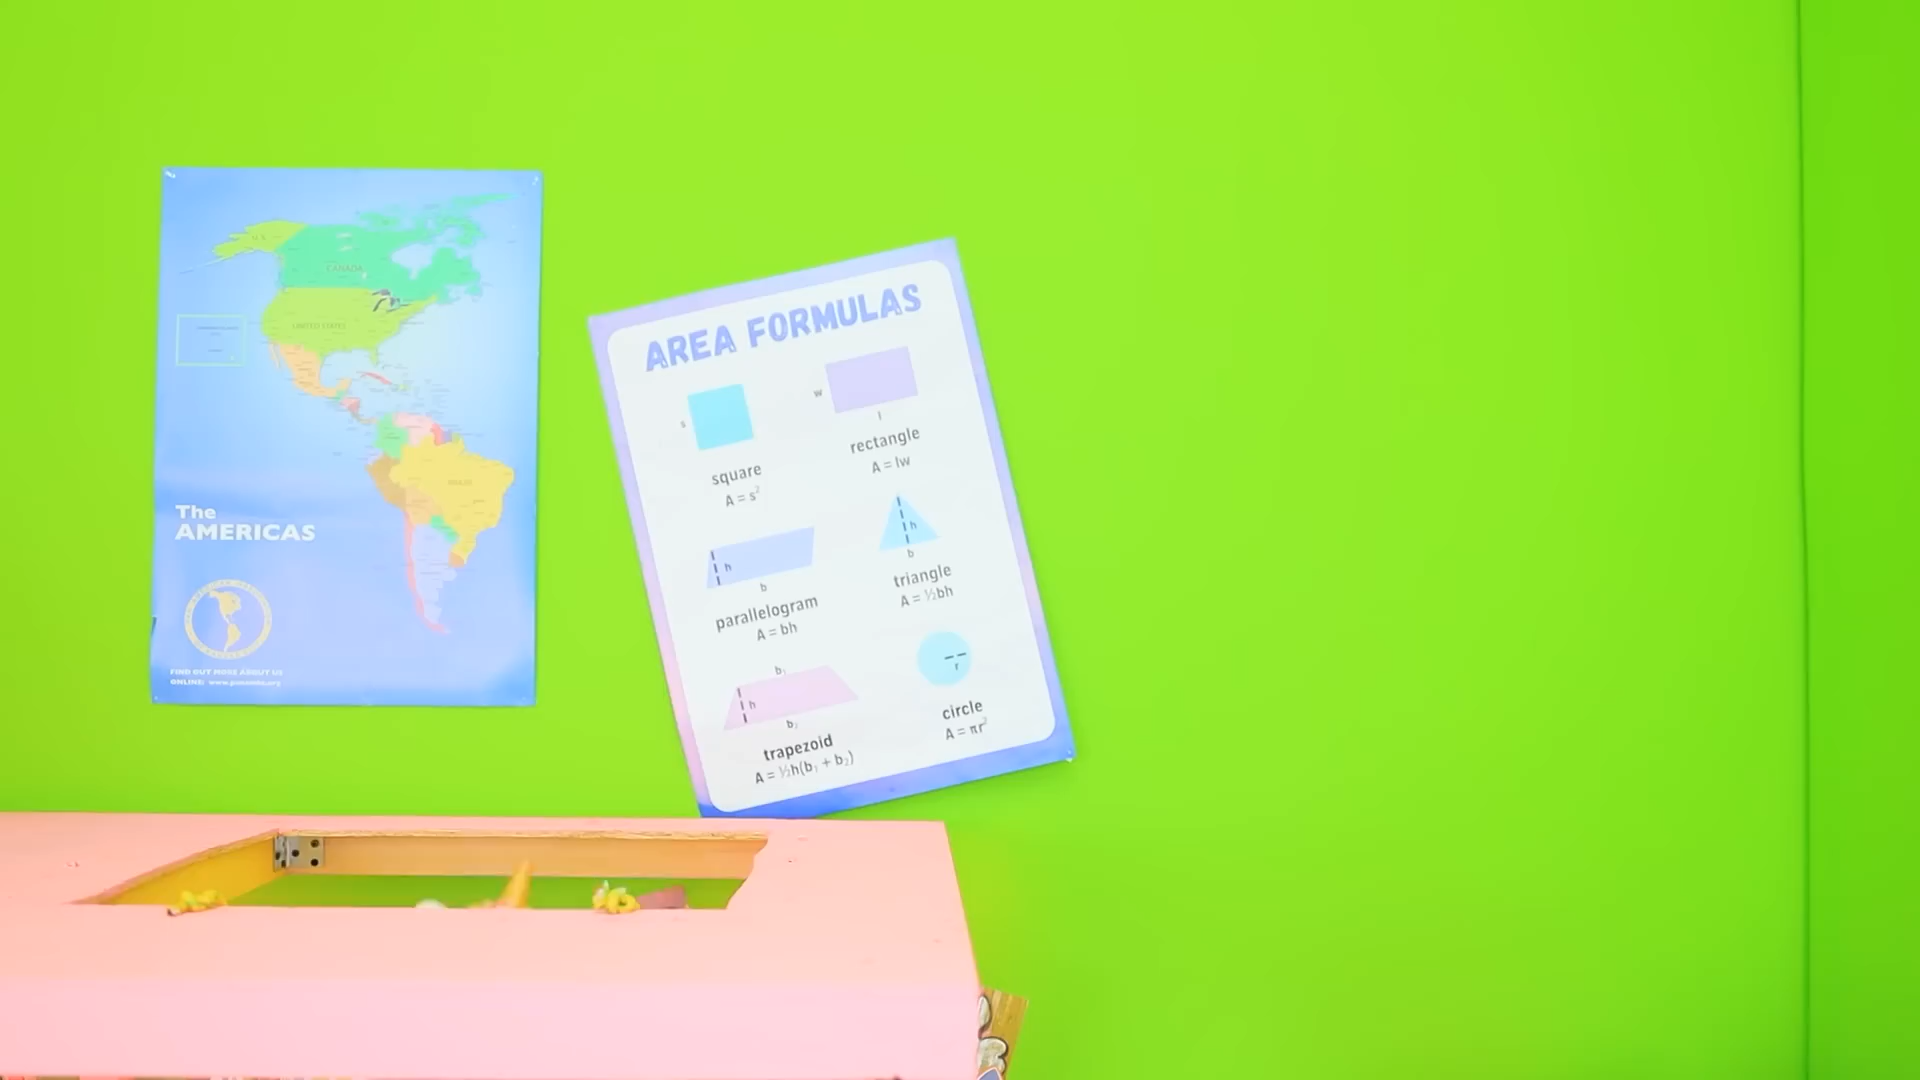 CANADA
UNITED STATES
BRAZIL
The
AMERICAS
FIND OUT MORE ABOUT US
ONLINE:
AREA FORMULAS
s
square
A = s²
w
l
rectangle
A = lw
h
b
parallelogram
A = bh
h
b
triangle
A = ½bh
b₁
h
b₂
trapezoid
A = ½h(b₁ + b₂)
r
circle
A = πr²